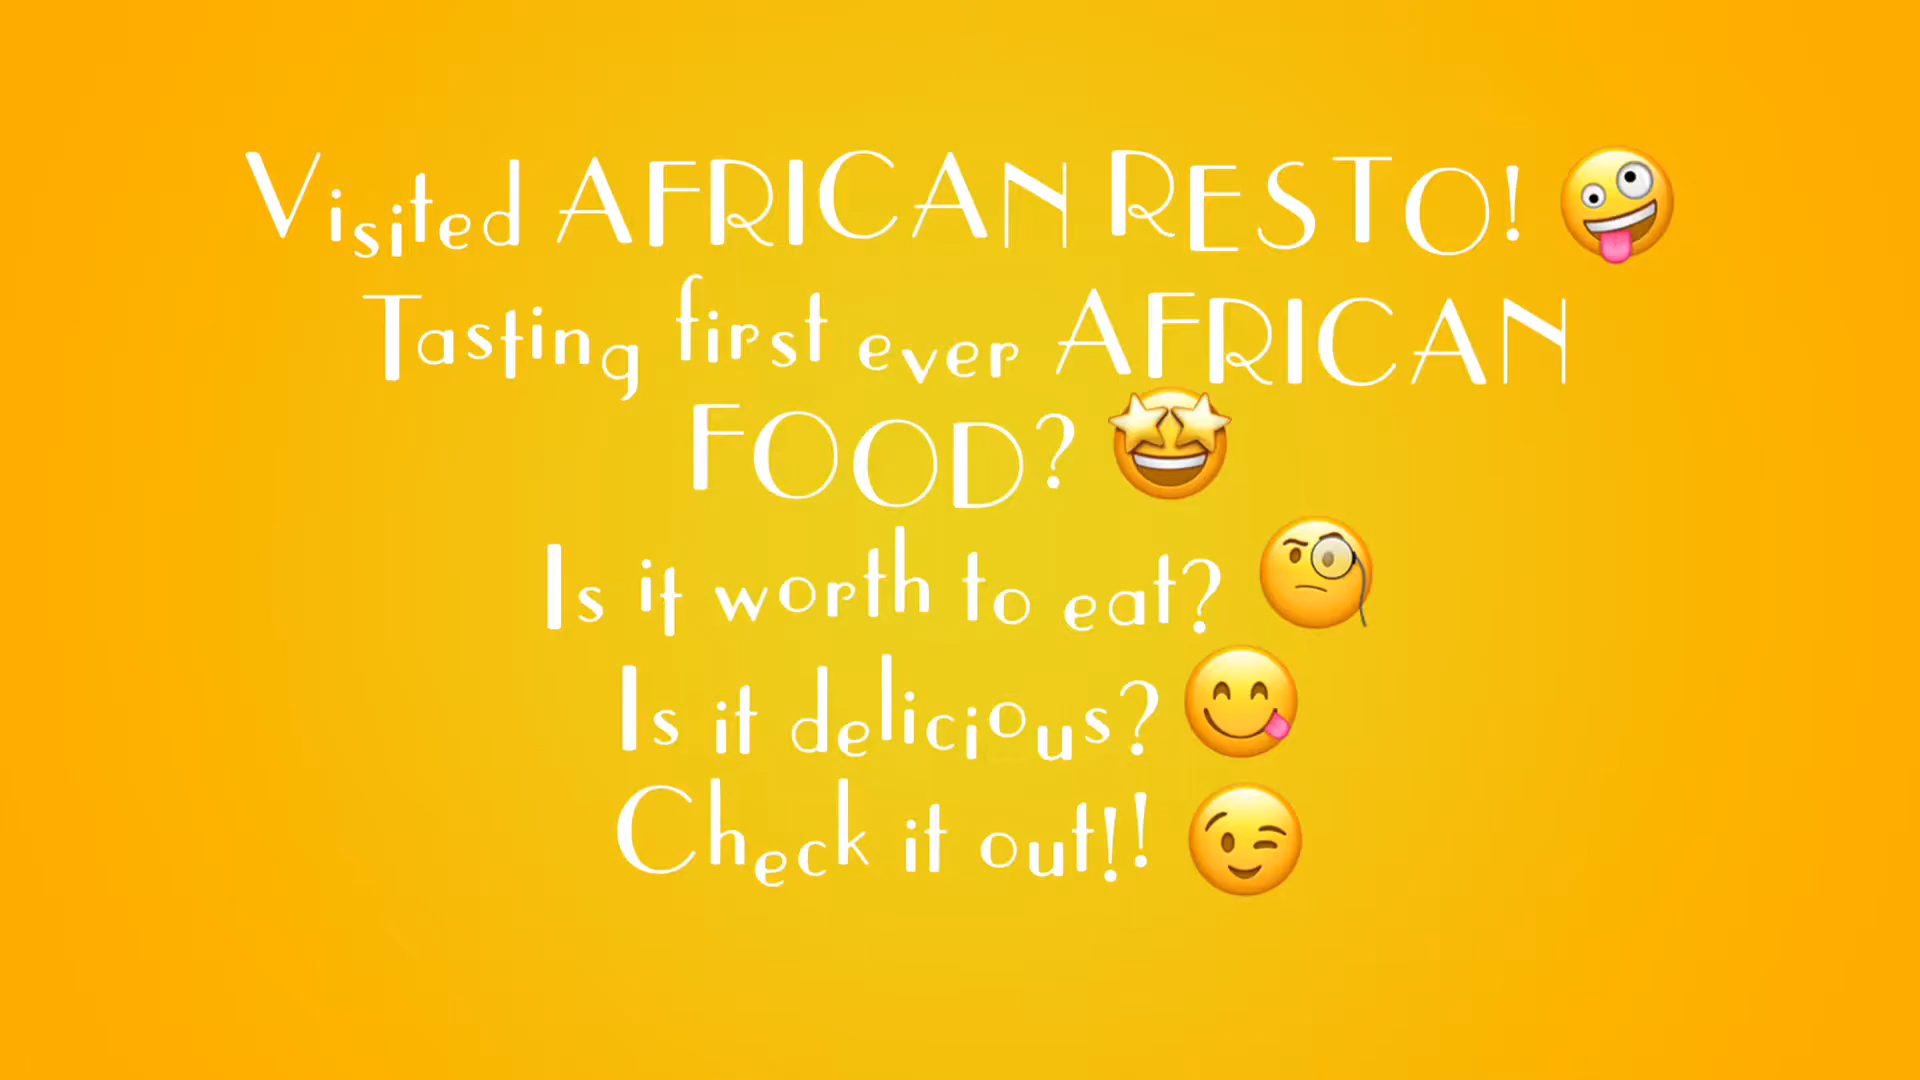 Visited AFRICAN RESTO! 🤪
Tasting first ever AFRICAN
FOOD? 🤩
Is it worth to eat? 🧐
Is it delicious? 😋
Check it out!! 😉